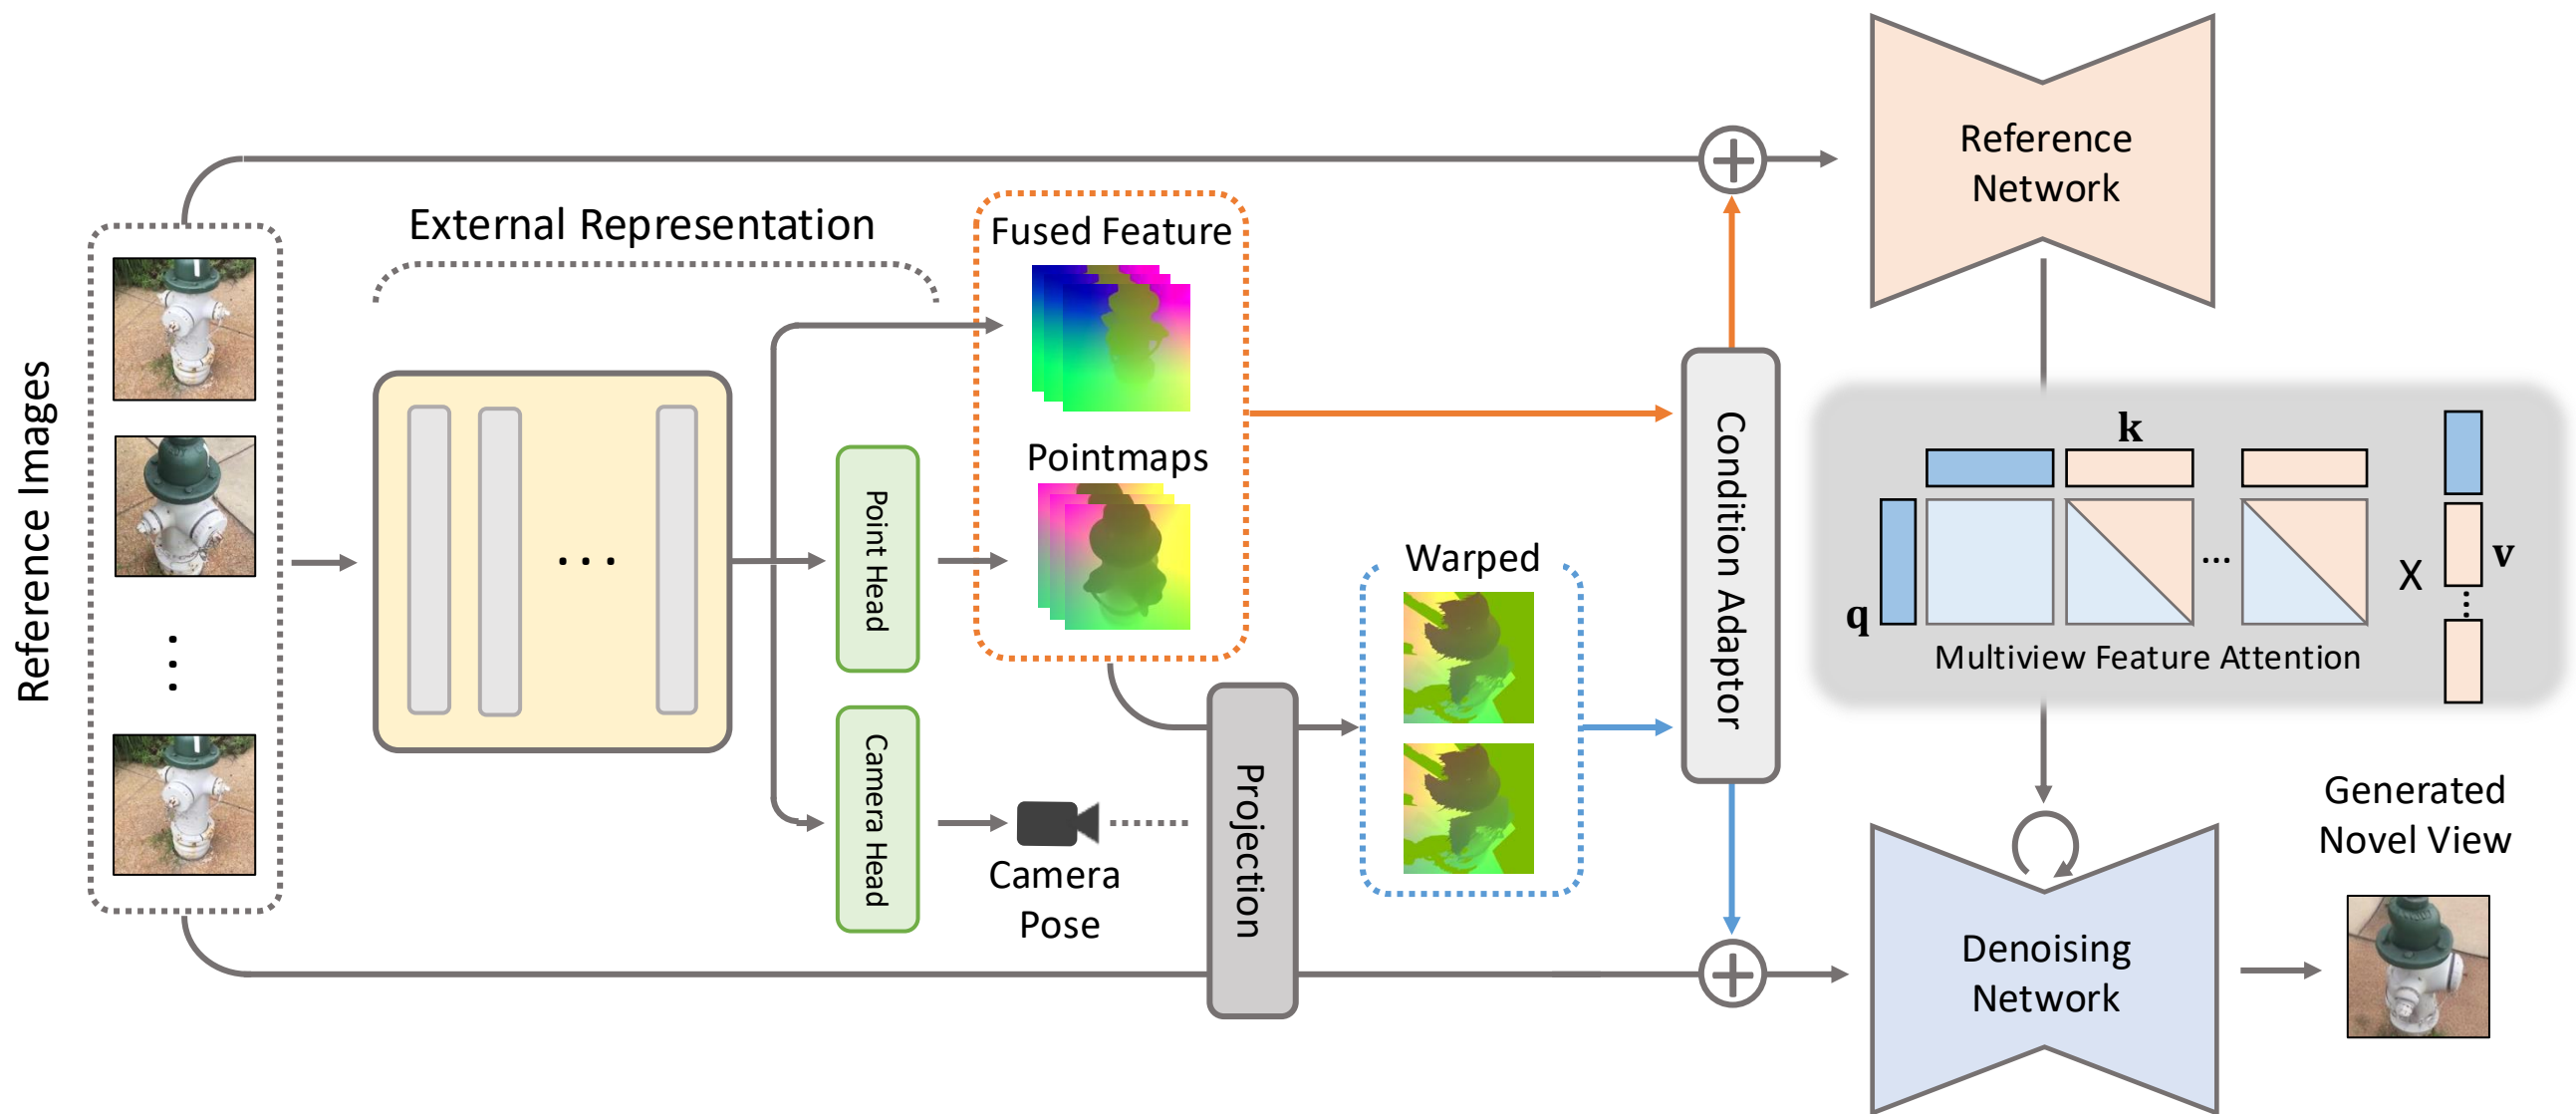 Reference Images
External Representation
Fused Feature
Pointmaps
Point Head
Camera Head
Camera
Pose
Projection
Warped
Condition Adaptor
Reference
Network
k
q
...
X
v
Multiview Feature Attention
Denoising
Network
Generated
Novel View